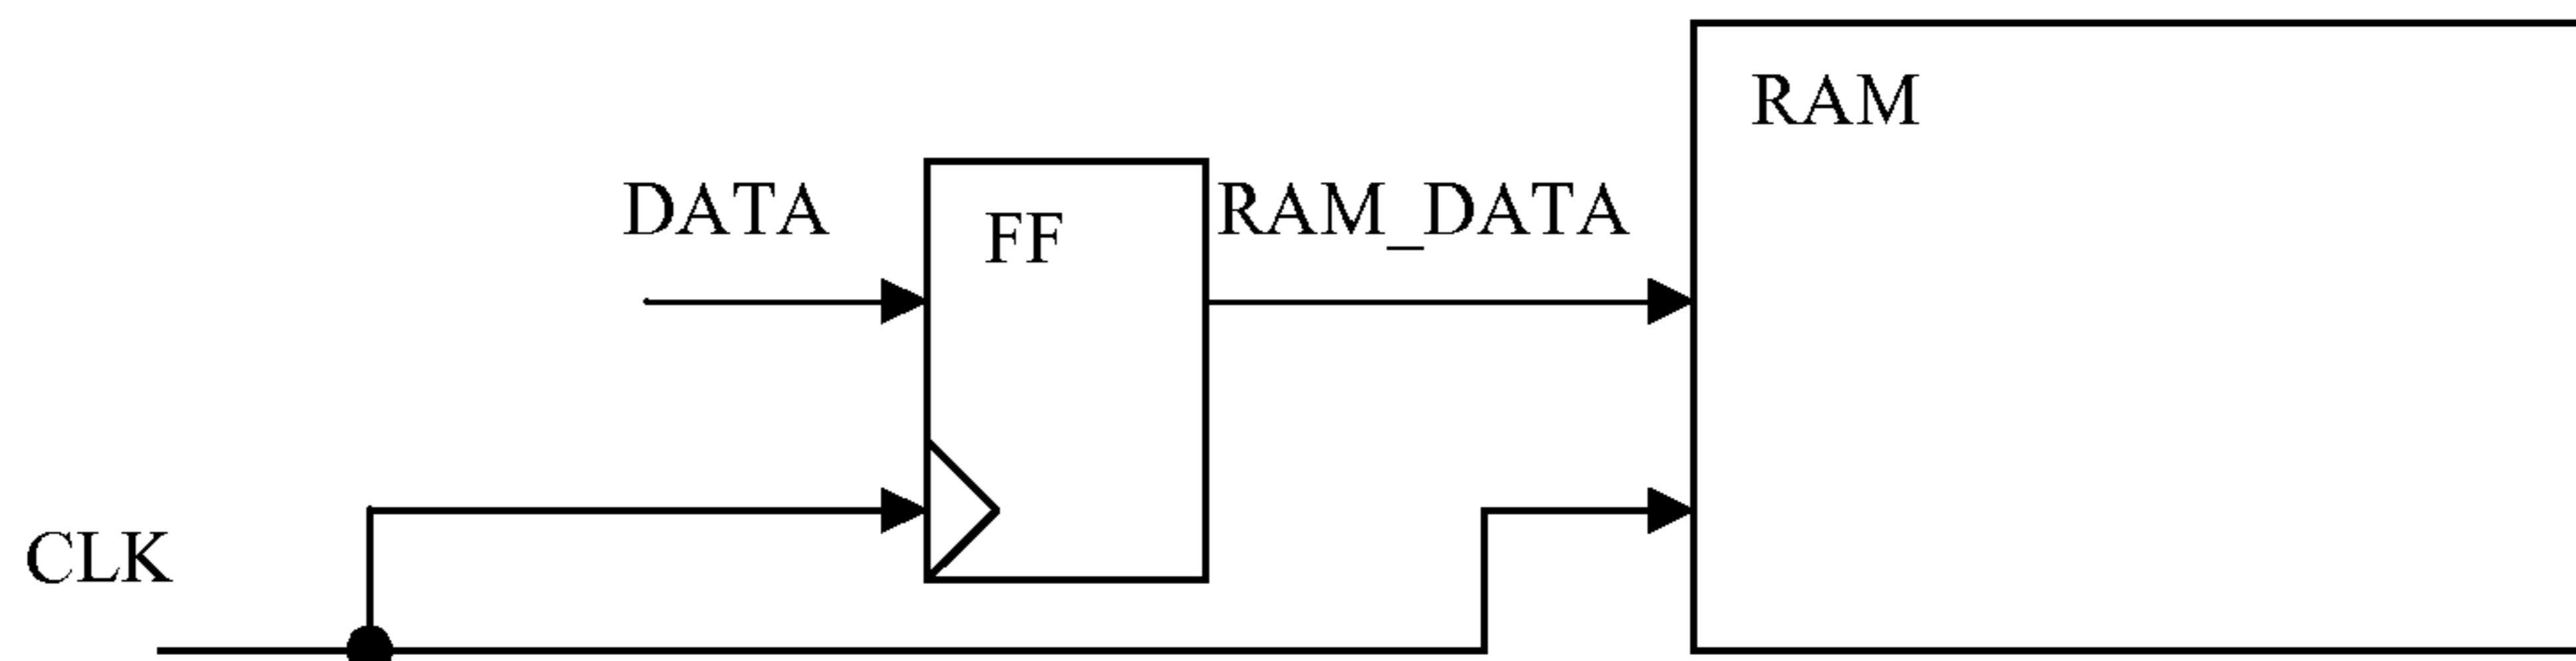 RAM
DATA
FF
RAM_DATA
CLK